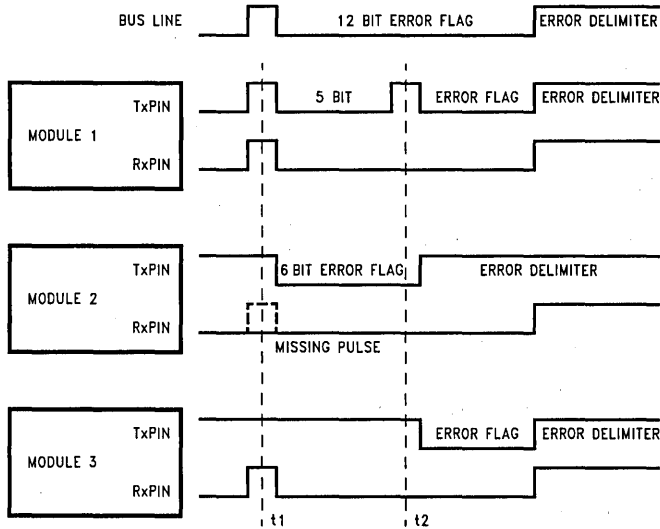 BUS LINE 12 BIT ERROR FLAG ERROR DELIMITER
TxPIN 5 BIT ERROR FLAG ERROR DELIMITER
MODULE 1
RxPIN
TxPIN 6 BIT ERROR FLAG ERROR DELIMITER
MODULE 2
RxPIN
MISSING PULSE
TxPIN ERROR FLAG ERROR DELIMITER
MODULE 3
RxPIN
t1 t2